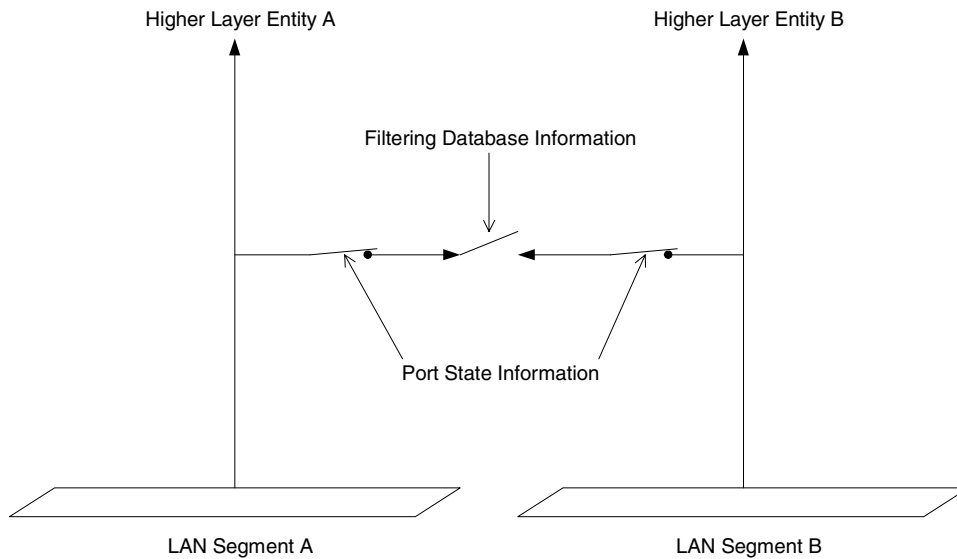 Higher Layer Entity A
Higher Layer Entity B
Filtering Database Information
Port State Information
LAN Segment A
LAN Segment B